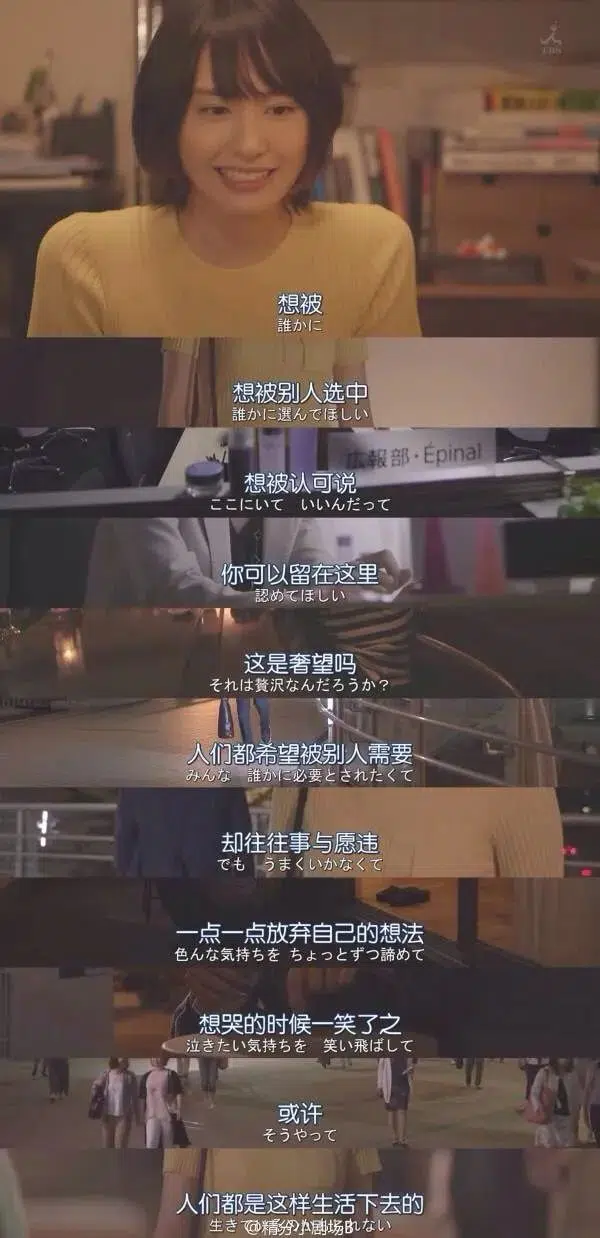 TBS
想被
誰かに
想被别人选中
誰かに選んでほしい
広報部・Épinal
想被认可说
ここにいて いいんだって
你可以留在这里
認めてほしい
这是奢望吗
それは贅沢なんだろうか？
人们都希望被别人需要
みんな 誰かに必要とされたくて
却往往事与愿违
でも うまくいかなくて
一点一点放弃自己的想法
色んな気持ちを ちょっとずつ諦めて
想哭的时候一笑了之
泣きたい気持ちを 笑い飛ばして
或许
そうやって
人们都是这样生活下去的
生きて
れない